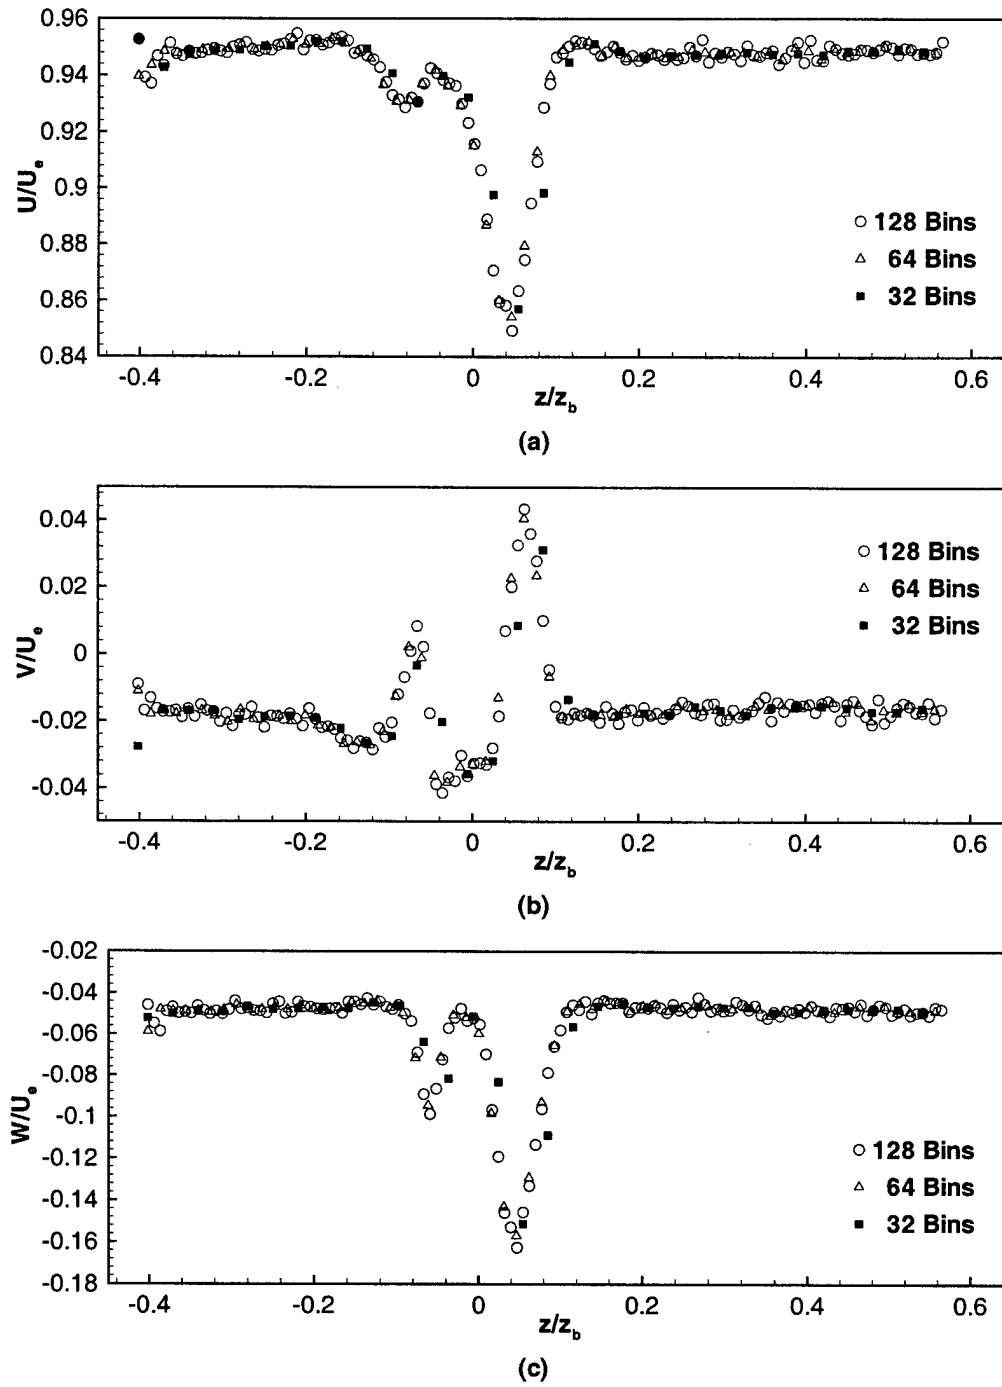 0.96
0.94
0.92
0.9
0.88
0.86
0.84
U/Ue
128 Bins
64 Bins
32 Bins
-0.4 -0.2 0 0.2 0.4 0.6
z/zb
(a)
0.04
0.02
0
-0.02
-0.04
V/Ue
128 Bins
64 Bins
32 Bins
-0.4 -0.2 0 0.2 0.4 0.6
z/zb
(b)
-0.02
-0.04
-0.06
-0.08
-0.1
-0.12
-0.14
-0.16
-0.18
W/Ue
128 Bins
64 Bins
32 Bins
-0.4 -0.2 0 0.2 0.4 0.6
z/zb
(c)